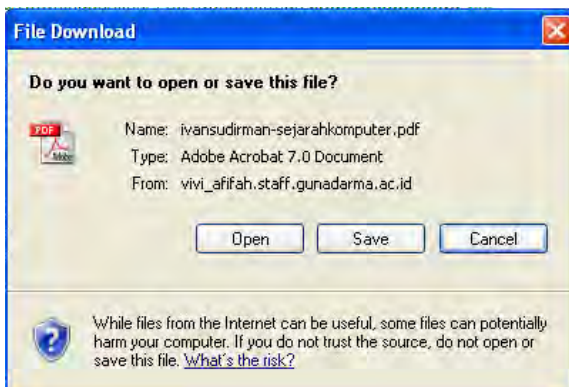 File Download
Do you want to open or save this file?
PDF
Adobe
Name: ivansudirman-sejarahkomputer.pdf
Type: Adobe Acrobat 7.0 Document
From: vivi_afifah.staff.gunadarma.ac.id
Open Save Cancel
While files from the Internet can be useful, some files can potentially
harm your computer. If you do not trust the source, do not open or
save this file. What's the risk?